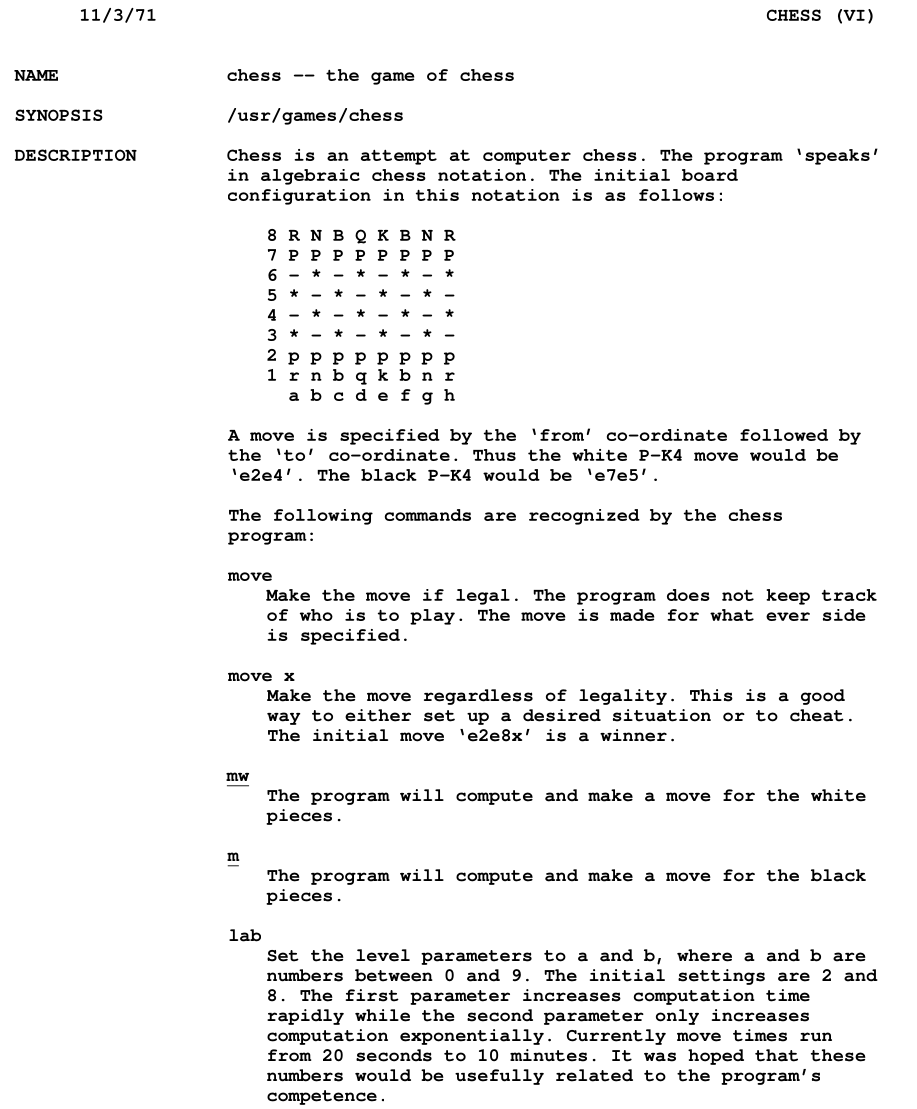 11/3/71 CHESS (VI)
NAME chess -- the game of chess
SYNOPSIS /usr/games/chess
DESCRIPTION Chess is an attempt at computer chess. The program `speaks'
in algebraic chess notation. The initial board
configuration in this notation is as follows:
8 R N B Q K B N R
7 P P P P P P P P
6 - * - * - * - *
5 * - * - * - * -
4 - * - * - * - *
3 * - * - * - * -
2 p p p p p p p p
1 r n b q k b n r
a b c d e f g h
A move is specified by the `from' co-ordinate followed by
the `to' co-ordinate. Thus the white P-K4 move would be
`e2e4'. The black P-K4 would be `e7e5'.
The following commands are recognized by the chess
program:
move
Make the move if legal. The program does not keep track
of who is to play. The move is made for what ever side
is specified.
move x
Make the move regardless of legality. This is a good
way to either set up a desired situation or to cheat.
The initial move `e2e8x' is a winner.
mw
The program will compute and make a move for the white
pieces.
m
The program will compute and make a move for the black
pieces.
lab
Set the level parameters to a and b, where a and b are
numbers between 0 and 9. The initial settings are 2 and
8. The first parameter increases computation time
rapidly while the second parameter only increases
computation exponentially. Currently move times run
from 20 seconds to 10 minutes. It was hoped that these
numbers would be usefully related to the program's
competence.